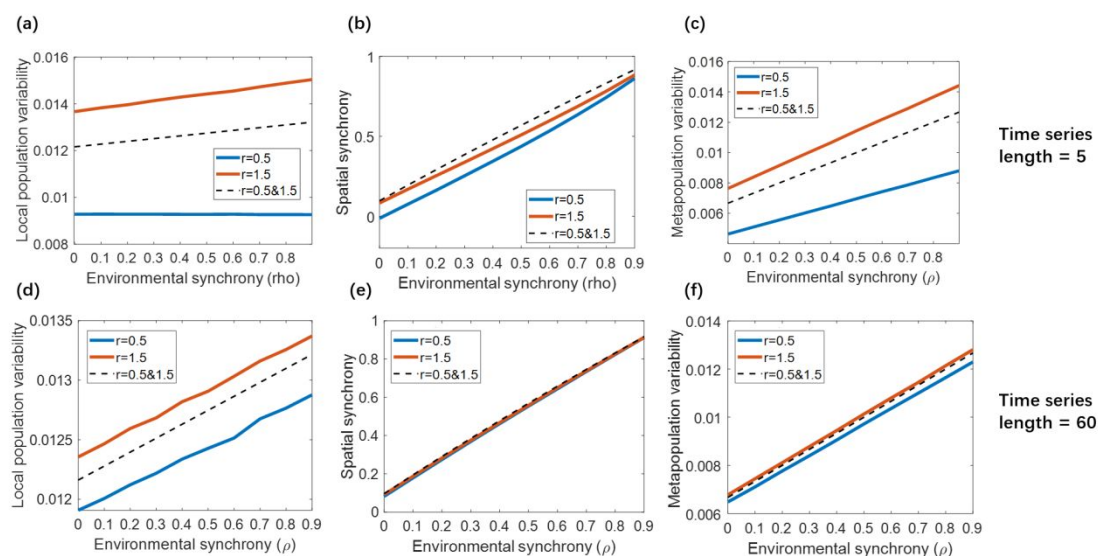 (a)
Local population variability
0.016
0.014
0.012
0.01
0.008
r=0.5
r=1.5
r=0.5&1.5
0 0.1 0.2 0.3 0.4 0.5 0.6 0.7 0.8
Environmental synchrony (rho)
(b)
Spatial synchrony
1
0.5
0
r=0.5
r=1.5
r=0.5&1.5
0 0.1 0.2 0.3 0.4 0.5 0.6 0.7 0.8 0.9
Environmental synchrony (rho)
(c)
Metapopulation variability
0.016
0.014
0.012
0.01
0.008
0.006
r=0.5
r=1.5
r=0.5&1.5
0 0.1 0.2 0.3 0.4 0.5 0.6 0.7 0.8
Environmental synchrony (ρ)
Time series
length = 5
(d)
Local population variability
0.0135
0.013
0.0125
0.012
r=0.5
r=1.5
r=0.5&1.5
0 0.1 0.2 0.3 0.4 0.5 0.6 0.7 0.8 0.9
Environmental synchrony (ρ)
(e)
Spatial synchrony
1
0.8
0.6
0.4
0.2
0
r=0.5
r=1.5
r=0.5&1.5
0 0.1 0.2 0.3 0.4 0.5 0.6 0.7 0.8 0.9
Environmental synchrony (ρ)
(f)
Metapopulation variability
0.014
0.012
0.01
0.008
0.006
r=0.5
r=1.5
r=0.5&1.5
0 0.1 0.2 0.3 0.4 0.5 0.6 0.7 0.8 0.9
Environmental synchrony (ρ)
Time series
length = 60